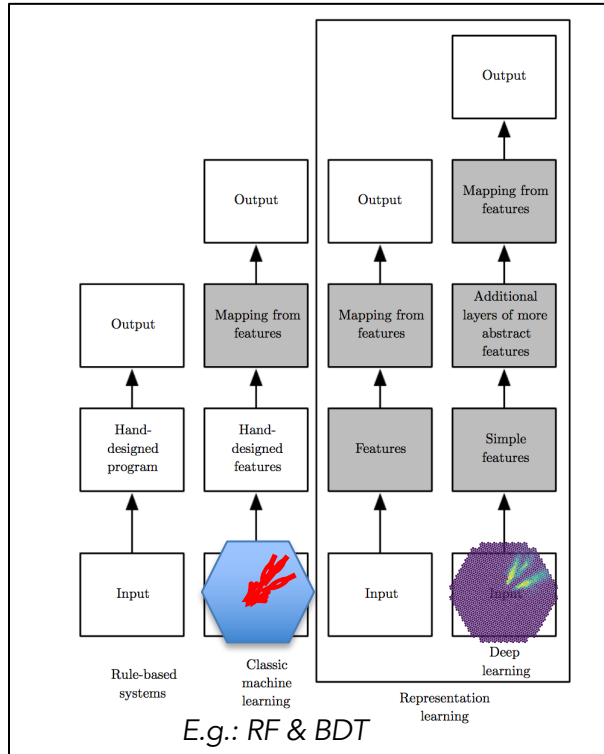 Output
Output
Output
Mapping from
features
Output
Mapping from
features
Mapping from
features
Additional
layers of more
abstract
features
Hand-
designed
program
Hand-
designed
features
Features
Simple
features
Input
Input
Input
Rule-based
systems
Classic
machine
learning
Representation
learning
Deep
learning
E.g.: RF & BDT